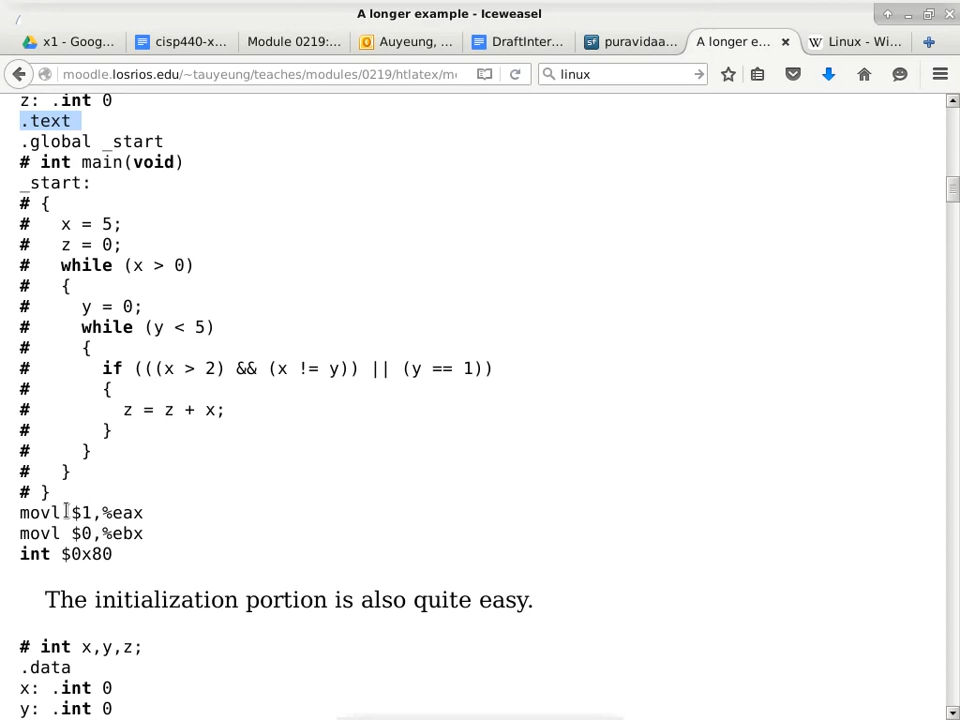 A longer example - Iceweasel
x1 - Goog...
cisp440-x...
Module 0219:...
Auyeung, ...
DraftInter...
puravidaa...
A longer e...
Linux - Wi...
moodle.losrios.edu/~tauyeung/teaches/modules/0219/htlatex/m
linux
z: .int 0
.text
.global _start
# int main(void)
_start:
# {
#   x = 5;
#   z = 0;
#   while (x > 0)
#   {
#     y = 0;
#     while (y < 5)
#     {
#       if (((x > 2) && (x != y)) || (y == 1))
#       {
#         z = z + x;
#       }
#     }
#   }
# }
movl $1,%eax
movl $0,%ebx
int $0x80
The initialization portion is also quite easy.
# int x,y,z;
.data
x: .int 0
y: .int 0